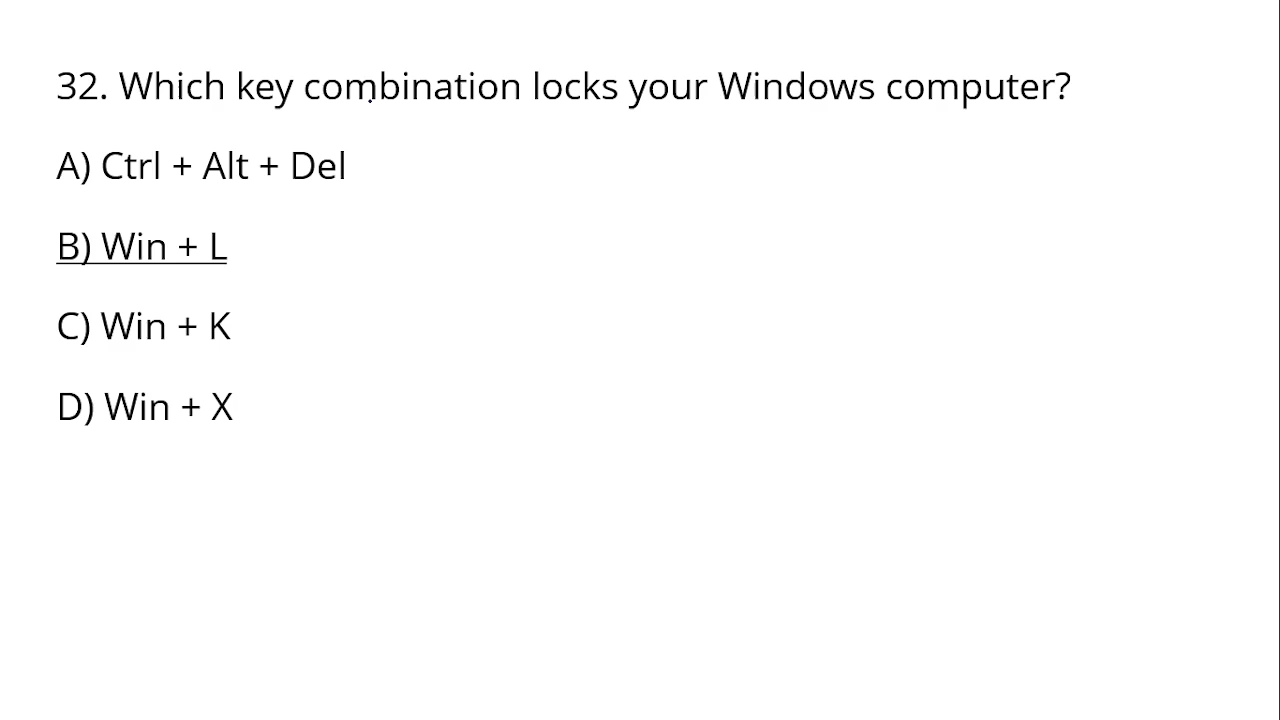 32. Which key combination locks your Windows computer?
A) Ctrl + Alt + Del
B) Win + L
C) Win + K
D) Win + X